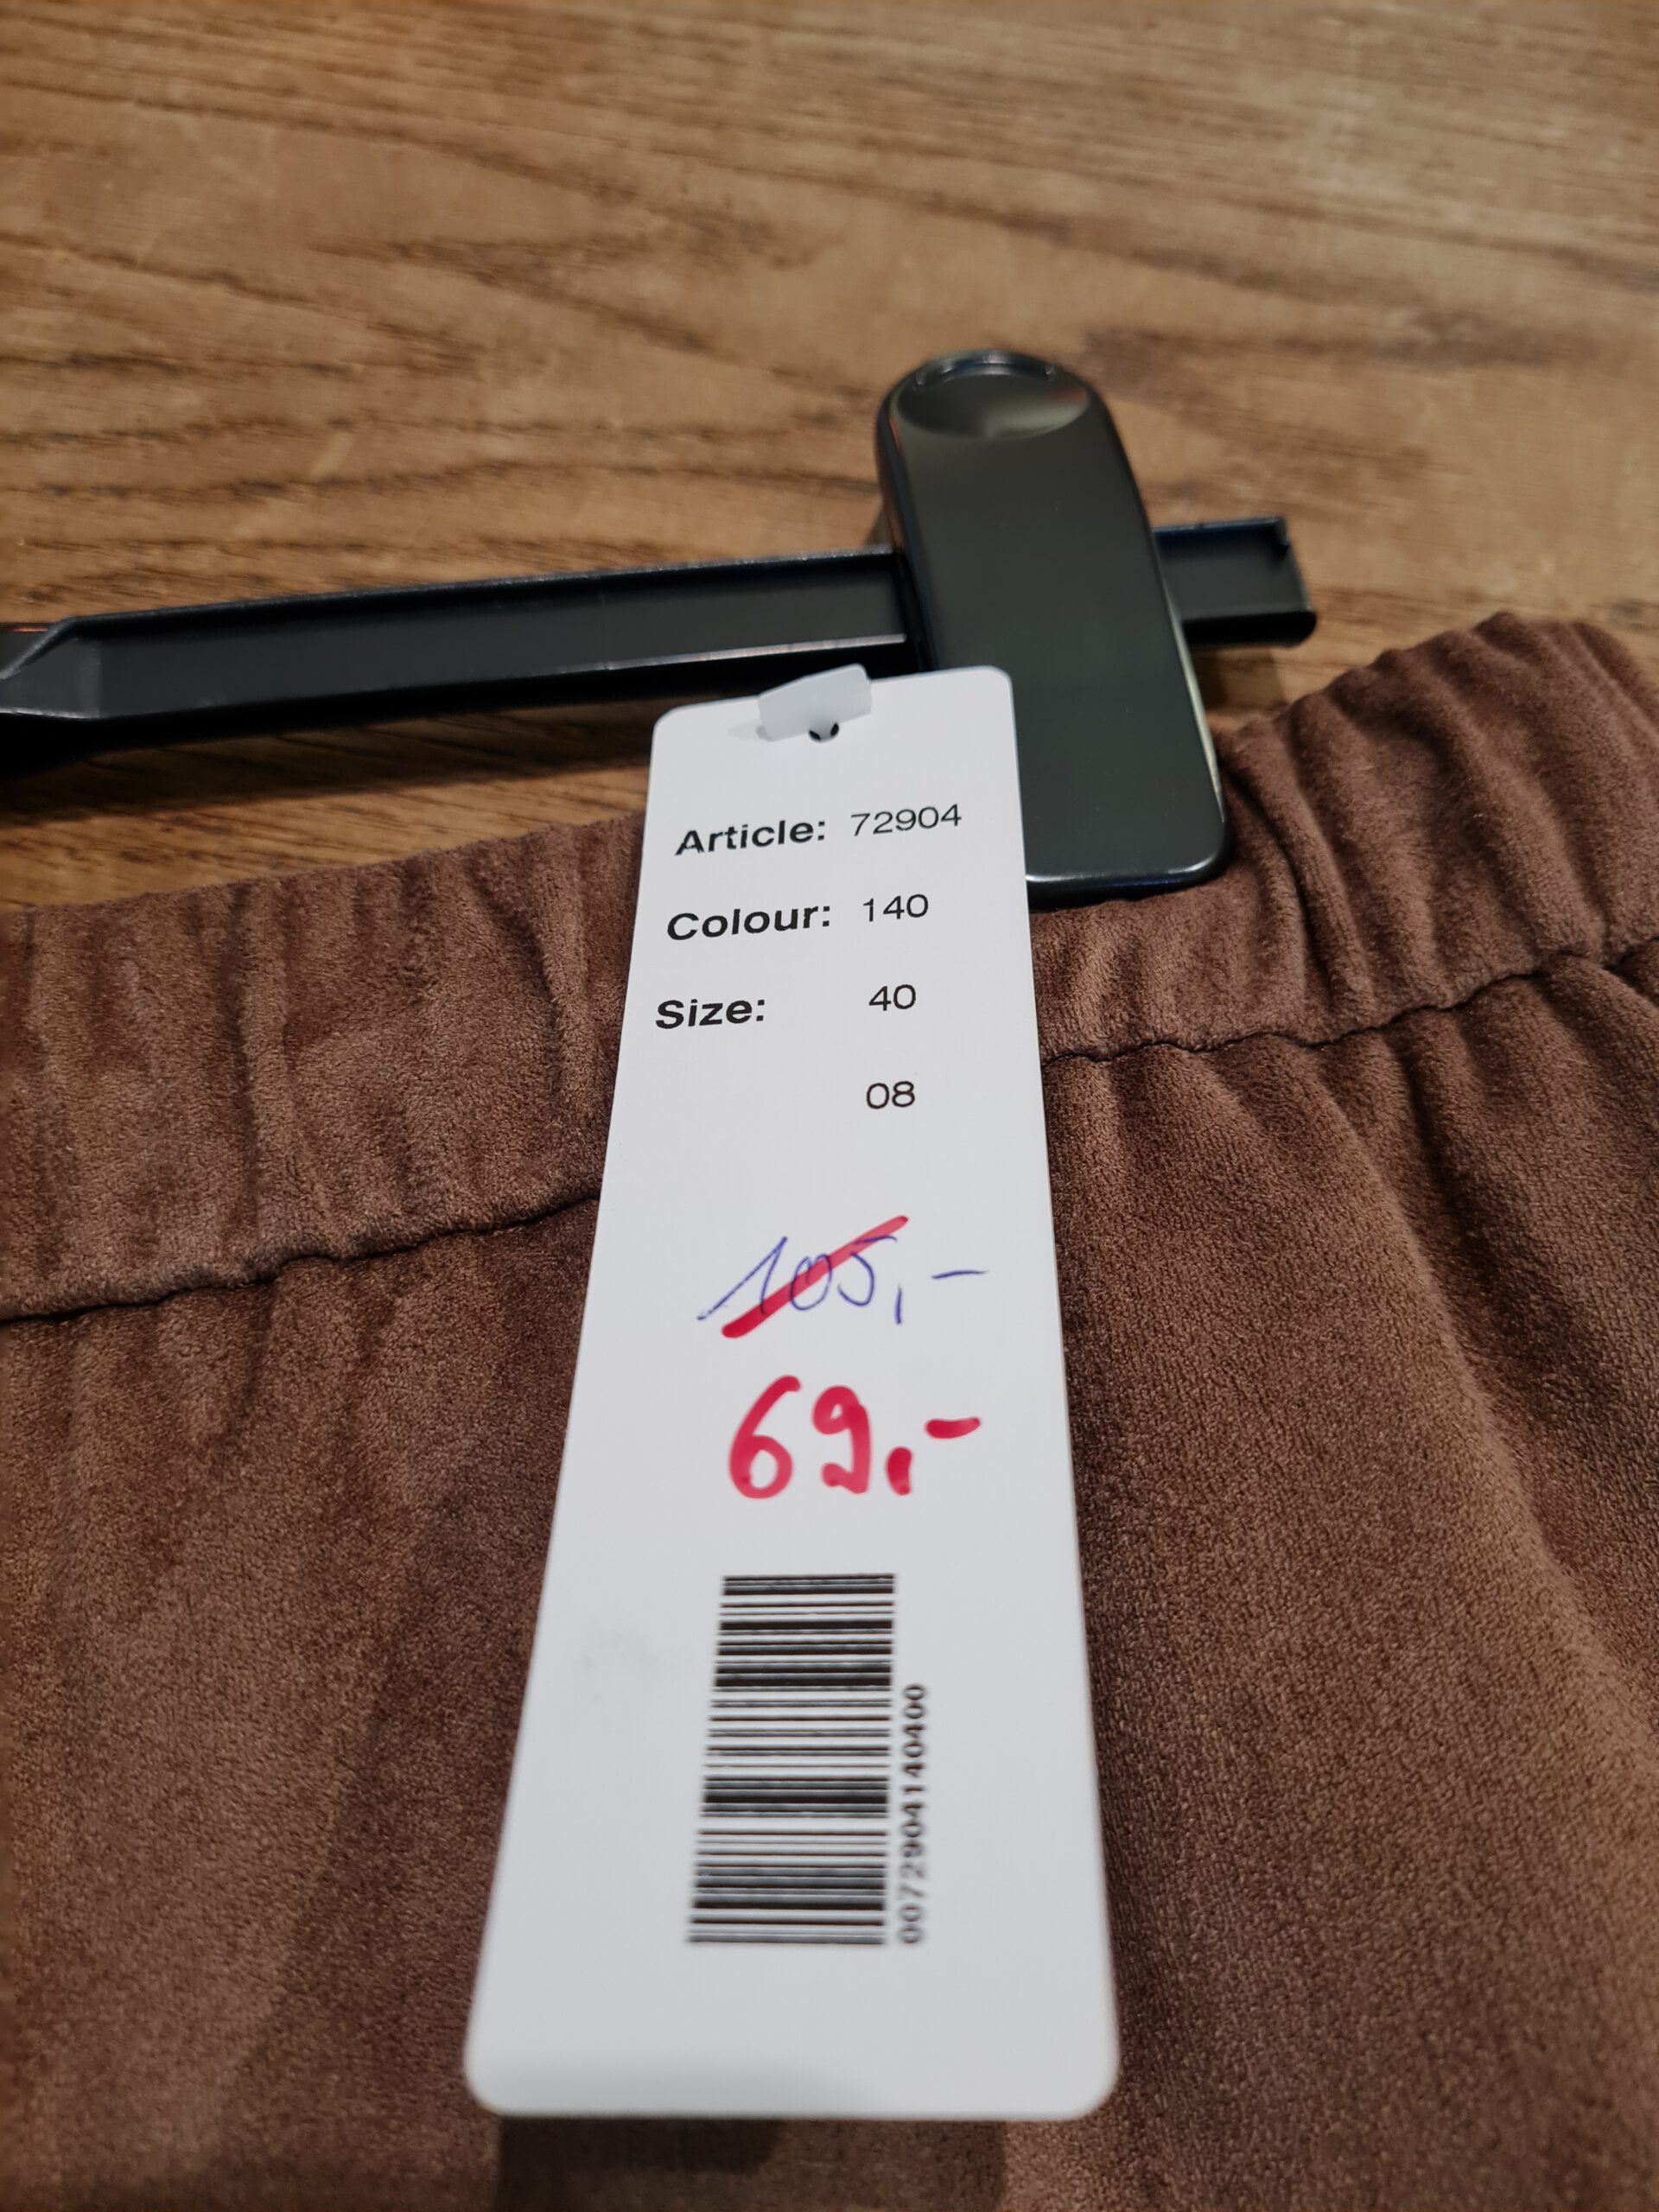 Article: 72904
Colour: 140
Size: 40
08
105,-
69,-
0072904140400